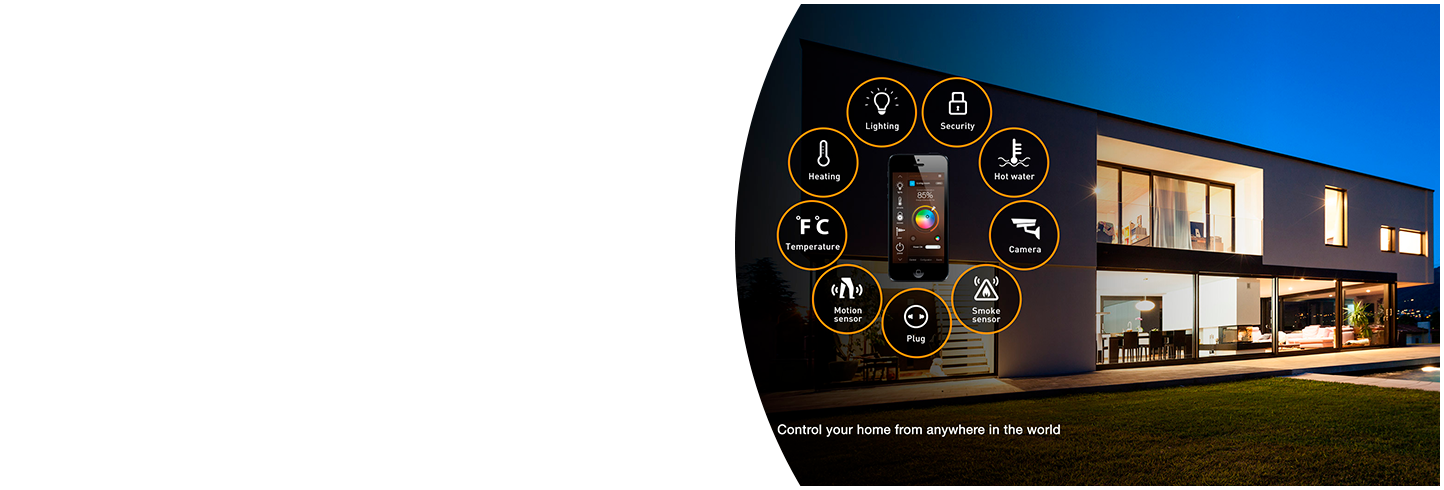 Lighting
Security
Heating
Hot water
°F°C
Temperature
Camera
85%
Motion
sensor
Smoke
sensor
Plug
Control your home from anywhere in the world